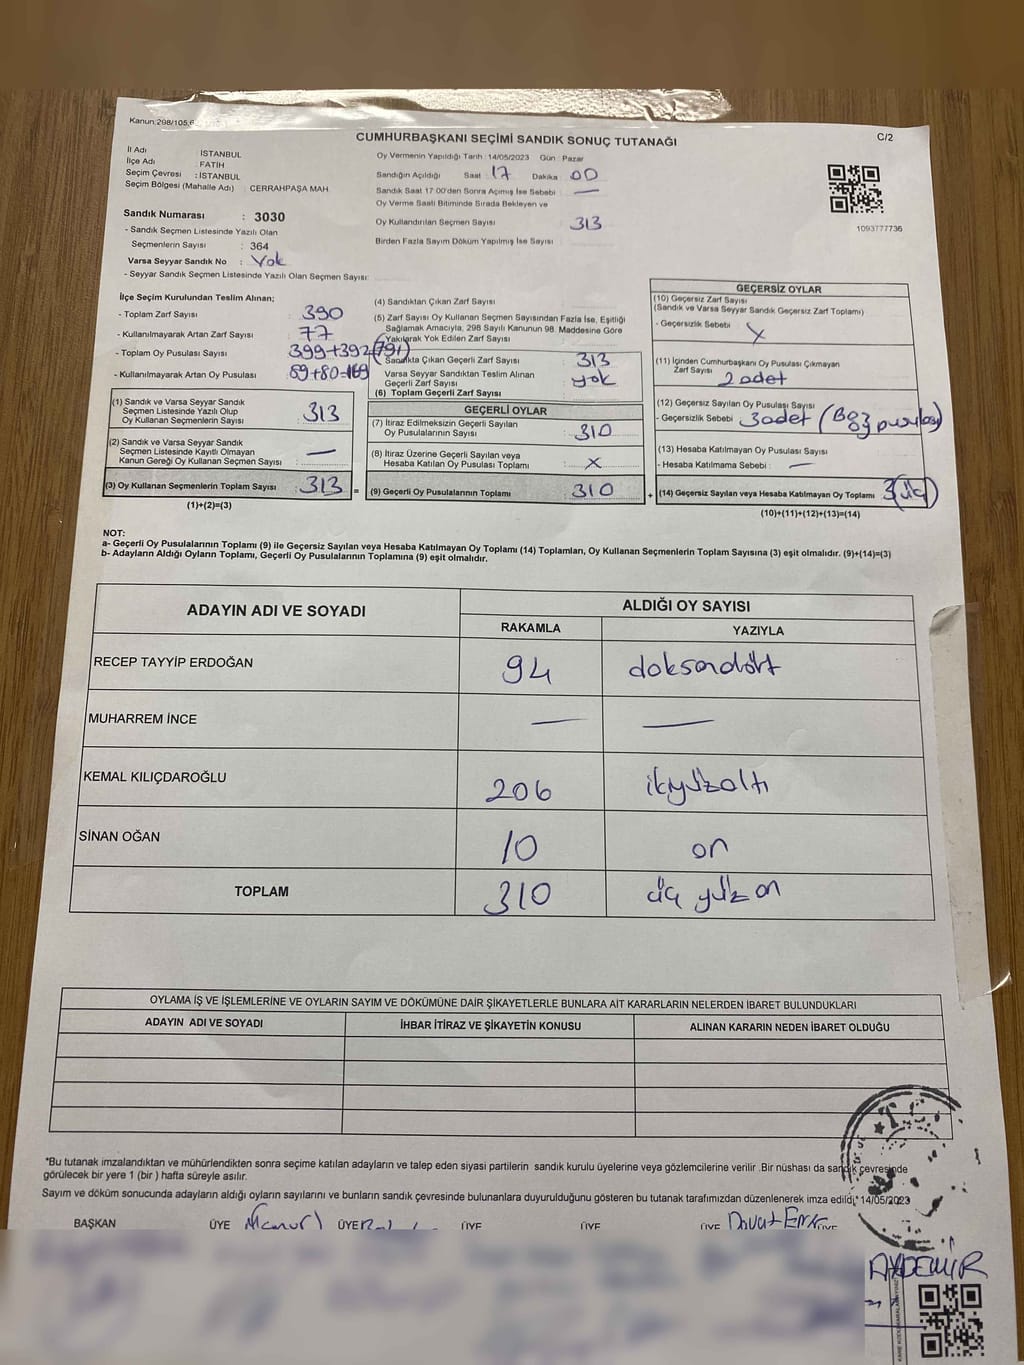 Kanun:298/105,6
CUMHURBAŞKANI SEÇİMİ SANDIK SONUÇ TUTANAĞI
C/2
İl Adı İSTANBUL
İlçe Adı FATİH
Seçim Çevresi : İSTANBUL
Seçim Bölgesi (Mahalle Adı) : CERRAHPAŞA MAH.
Sandık Numarası : 3030
- Sandık Seçmen Listesinde Yazılı Olan
Seçmenlerin Sayısı : 364
Varsa Seyyar Sandık No : Yok
- Seyyar Sandık Seçmen Listesinde Yazılı Olan Seçmen Sayısı:
Oy Vermenin Yapıldığı Tarih : 14/05/2023 Gün : Pazar
Sandığın Açıldığı Saat : 17 Dakika : 00
Sandık Saat 17:00'den Sonra Açılmış İse Sebebi : —
Oy Verme Saati Bitiminde Sırada Bekleyen ve
Oy Kullandırılan Seçmen Sayısı 313
Birden Fazla Sayım Döküm Yapılmış İse Sayısı
1093777736
İlçe Seçim Kurulundan Teslim Alınan;
- Toplam Zarf Sayısı : 390
- Kullanılmayarak Artan Zarf Sayısı : 77
- Toplam Oy Pusulası Sayısı : 399+392 (791)
- Kullanılmayarak Artan Oy Pusulası : 89+80=169
(1) Sandık ve Varsa Seyyar Sandık
Seçmen Listesinde Yazılı Olup
Oy Kullanan Seçmenlerin Sayısı : 313
(2) Sandık ve Varsa Seyyar Sandık
Seçmen Listesinde Kayıtlı Olmayan
Kanun Gereği Oy Kullanan Seçmen Sayısı : —
(3) Oy Kullanan Seçmenlerin Toplam Sayısı : 313 =
(1)+(2)=(3)
(4) Sandıktan Çıkan Zarf Sayısı
(5) Zarf Sayısı Oy Kullanan Seçmen Sayısından Fazla İse, Eşitliği
Sağlamak Amacıyla, 298 Sayılı Kanunun 98. Maddesine Göre
Yakılarak Yok Edilen Zarf Sayısı
Sandıkta Çıkan Geçerli Zarf Sayısı : 313
Varsa Seyyar Sandıktan Teslim Alınan
Geçerli Zarf Sayısı : yok
(6) Toplam Geçerli Zarf Sayısı
GEÇERLİ OYLAR
(7) İtiraz Edilmeksizin Geçerli Sayılan
Oy Pusulalarının Sayısı : 310
(8) İtiraz Üzerine Geçerli Sayılan veya
Hesaba Katılan Oy Pusulası Toplamı : X
(9) Geçerli Oy Pusulalarının Toplamı : 310 +
GEÇERSİZ OYLAR
(10) Geçersiz Zarf Sayısı
(Sandık ve Varsa Seyyar Sandık Geçersiz Zarf Toplamı)
- Geçersizlik Sebebi : X
(11) İçinden Cumhurbaşkanı Oy Pusulası Çıkmayan
Zarf Sayısı : 2 adet
(12) Geçersiz Sayılan Oy Pusulası Sayısı
- Geçersizlik Sebebi : 3 adet (Boş oy pusulası)
(13) Hesaba Katılmayan Oy Pusulası Sayısı
- Hesaba Katılmama Sebebi : —
(14) Geçersiz Sayılan veya Hesaba Katılmayan Oy Toplamı 3 (üç)
(10)+(11)+(12)+(13)=(14)
NOT:
a- Geçerli Oy Pusulalarının Toplamı (9) ile Geçersiz Sayılan veya Hesaba Katılmayan Oy Toplamı (14) Toplamları, Oy Kullanan Seçmenlerin Toplam Sayısına (3) eşit olmalıdır. (9)+(14)=(3)
b- Adayların Aldığı Oyların Toplamı, Geçerli Oy Pusulalarının Toplamına (9) eşit olmalıdır.
ADAYIN ADI VE SOYADI ALDIĞI OY SAYISI
RAKAMLA YAZIYLA
RECEP TAYYİP ERDOĞAN 94 doksandört
MUHARREM İNCE — —
KEMAL KILIÇDAROĞLU 206 ikiyüzaltı
SİNAN OĞAN 10 on
TOPLAM 310 üç yüz on
OYLAMA İŞ VE İŞLEMLERİNE VE OYLARIN SAYIM VE DÖKÜMÜNE DAİR ŞİKAYETLERLE BUNLARA AİT KARARLARIN NELERDEN İBARET BULUNDUKLARI
ADAYIN ADI VE SOYADI İHBAR İTİRAZ VE ŞİKAYETİN KONUSU ALINAN KARARIN NEDEN İBARET OLDUĞU
*Bu tutanak imzalandıktan ve mühürlendikten sonra seçime katılan adayların ve talep eden siyasi partilerin sandık kurulu üyelerine veya gözlemcilerine verilir .Bir nüshası da sandık çevresinde
görülecek bir yere 1 (bir ) hafta süreyle asılır.
Sayım ve döküm sonucunda adayların aldığı oyların sayılarını ve bunların sandık çevresinde bulunanlara duyurulduğunu gösteren bu tutanak tarafımızdan düzenlenerek imza edildi.* 14/05/2023
BAŞKAN ÜYE ÜYE ÜYE ÜYE ÜYE ÜYE
T.C.
AYDEMİR